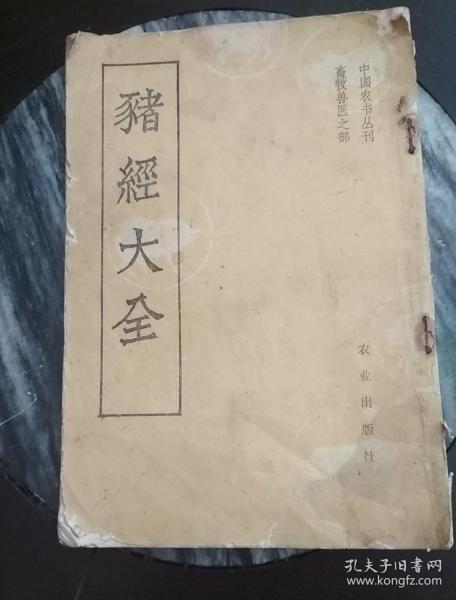 中国农书丛刊
畜牧兽医之部
豬經大全
农业出版社
孔夫子旧书网
www.kongfz.com